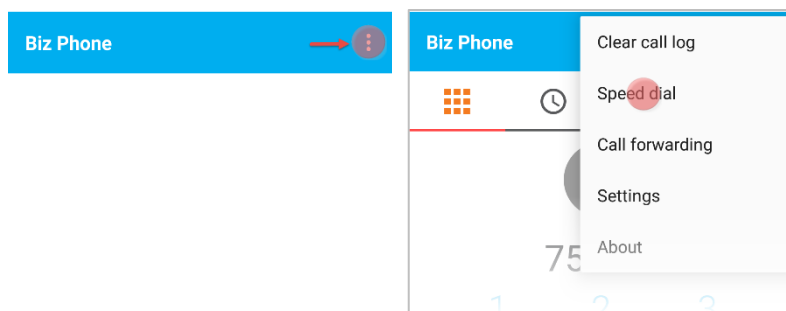 Biz Phone
Biz Phone
Clear call log
Speed dial
Call forwarding
Settings
About
75
1 2 3